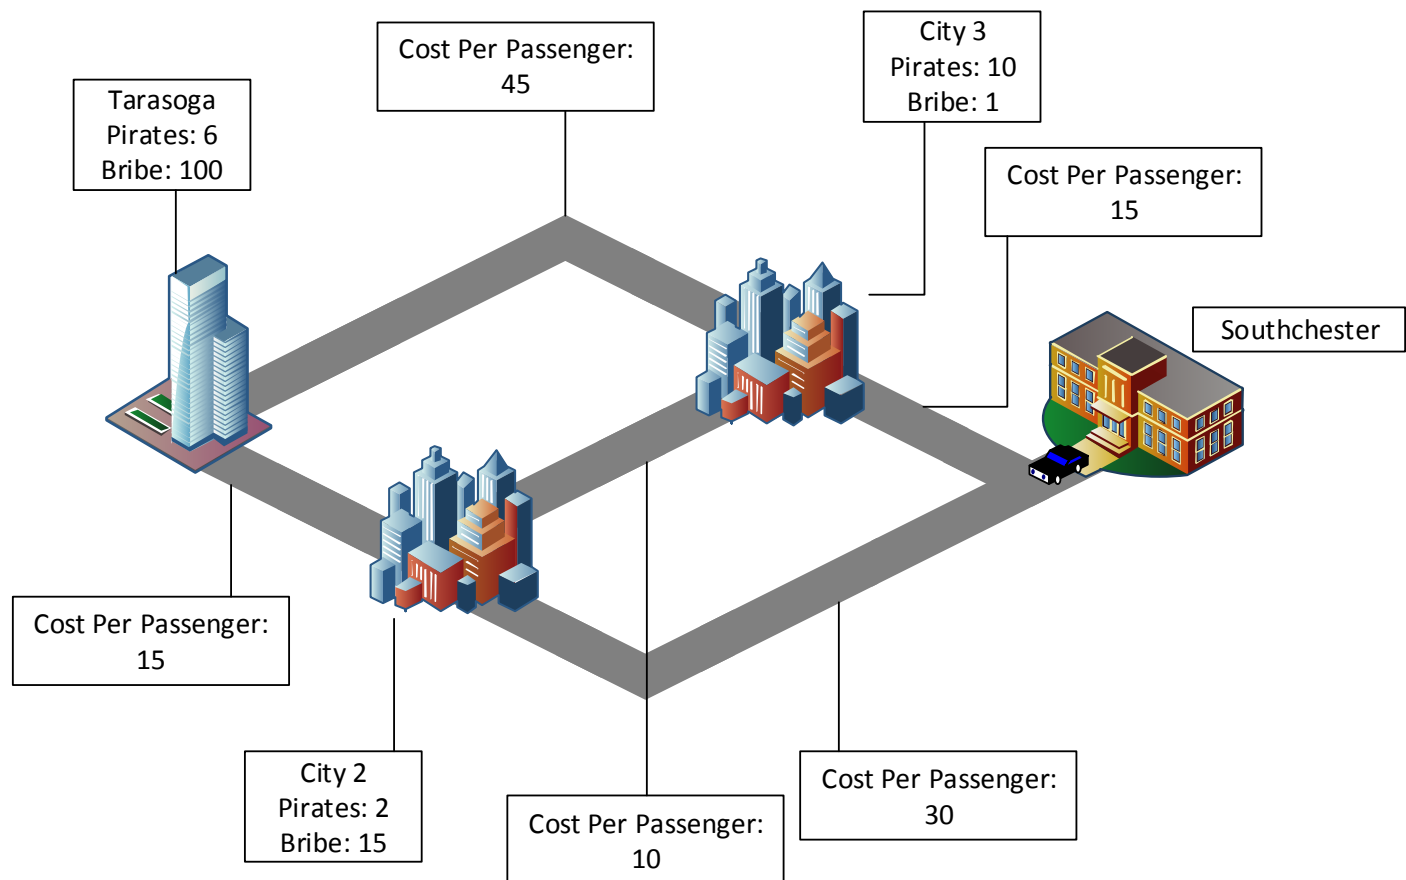 Cost Per Passenger:
45
City 3
Pirates: 10
Bribe: 1
Tarasoga
Pirates: 6
Bribe: 100
Cost Per Passenger:
15
Southchester
Cost Per Passenger:
15
City 2
Pirates: 2
Bribe: 15
Cost Per Passenger:
10
Cost Per Passenger:
30